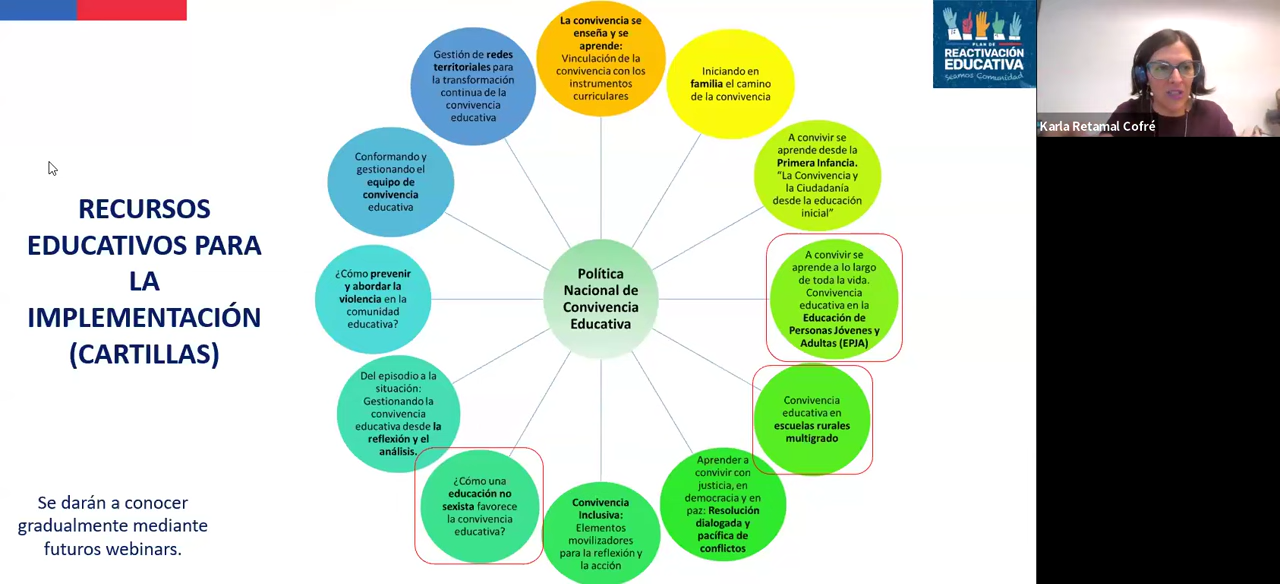 RECURSOS
EDUCATIVOS PARA
LA
IMPLEMENTACIÓN
(CARTILLAS)
Se darán a conocer
gradualmente mediante
futuros webinars.
Política
Nacional de
Convivencia
Educativa
La convivencia se
enseña y se
aprende:
Vinculación de la
convivencia con los
instrumentos
curriculares
Iniciando en
familia el camino
de la convivencia
A convivir se
aprende desde la
Primera Infancia.
“La Convivencia y
la Ciudadanía
desde la educación
inicial”
A convivir se
aprende a lo largo
de toda la vida.
Convivencia
educativa en la
Educación de
Personas Jóvenes y
Adultas (EPJA)
Convivencia
educativa en
escuelas rurales
multigrado
Aprender a
convivir con
justicia, en
democracia y en
paz: Resolución
dialogada y
pacífica de
conflictos
Convivencia
Inclusiva:
Elementos
movilizadores
para la reflexión y
la acción
¿Cómo una
educación no
sexista favorece
la convivencia
educativa?
Del episodio a la
situación:
Gestionando la
convivencia
educativa desde la
reflexión y el
análisis.
¿Cómo prevenir
y abordar la
violencia en la
comunidad
educativa?
Conformando y
gestionando el
equipo de
convivencia
educativa
Gestión de redes
territoriales para
la transformación
continua de la
convivencia
educativa
PLAN DE
REACTIVACIÓN
EDUCATIVA
Seamos Comunidad
Karla Retamal Cofré